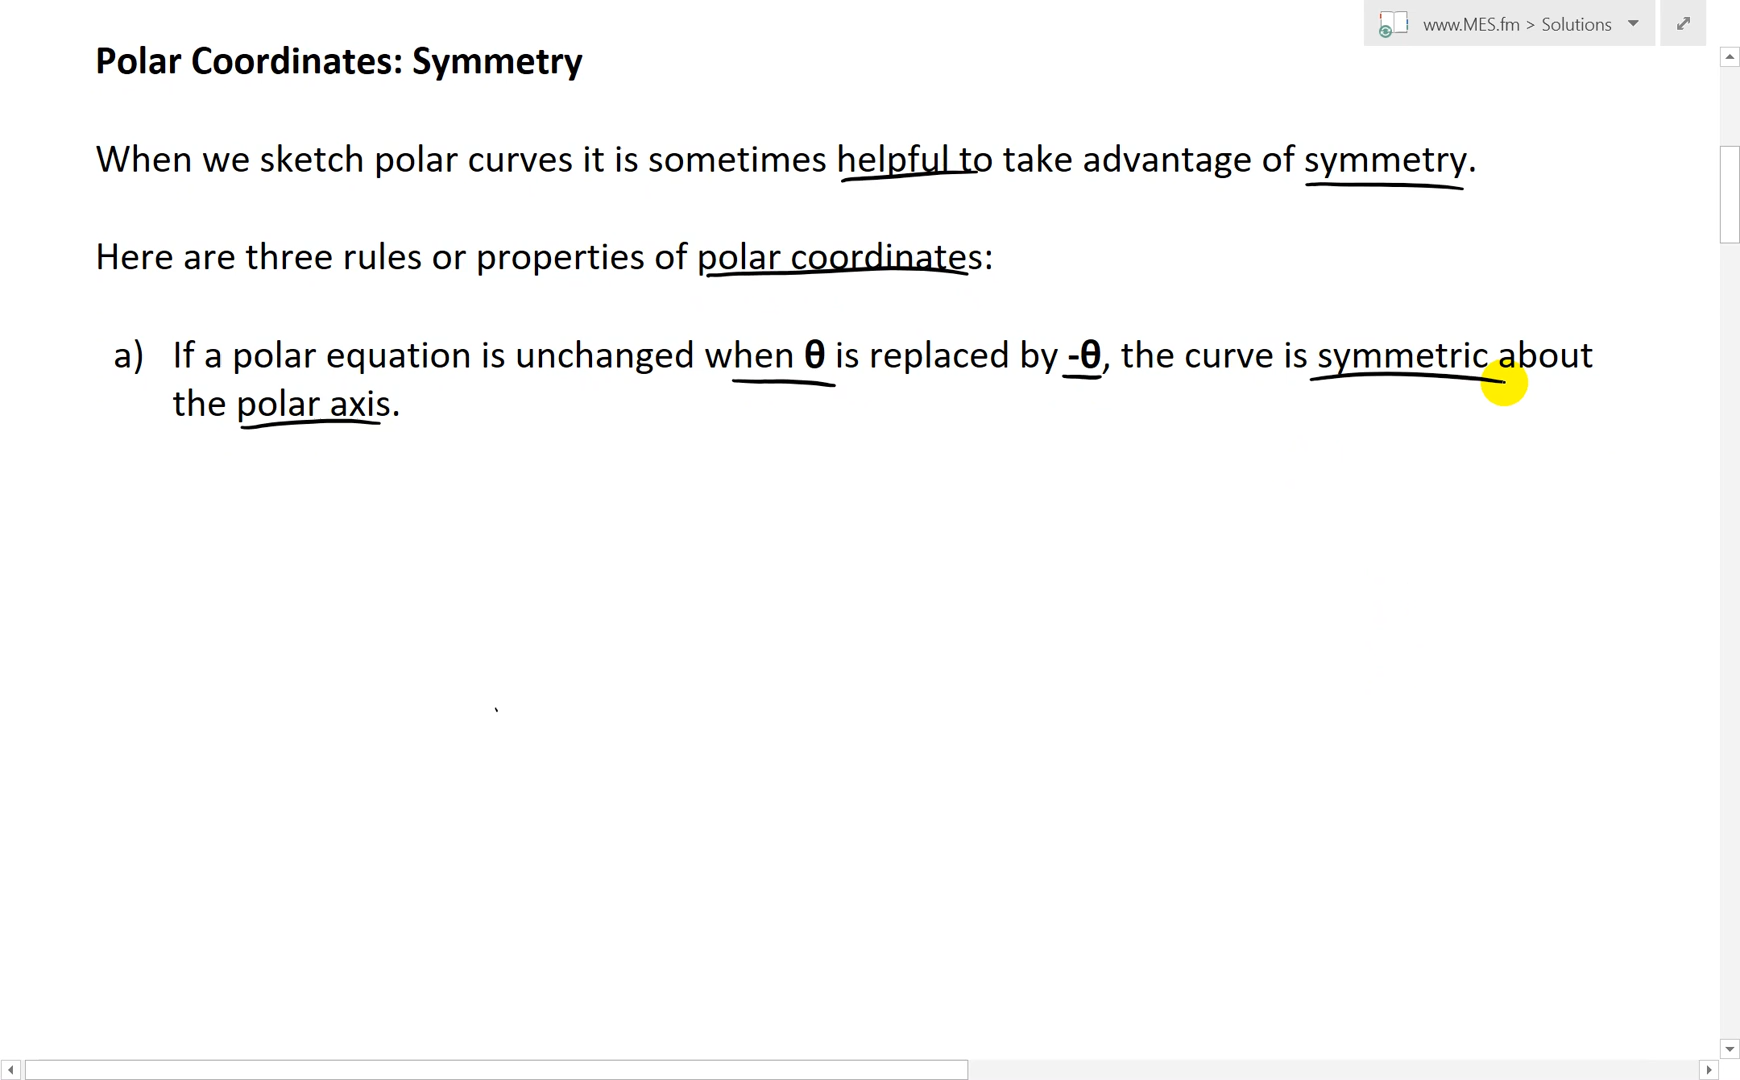 www.MES.fm > Solutions
Polar Coordinates: Symmetry
When we sketch polar curves it is sometimes helpful to take advantage of symmetry.
Here are three rules or properties of polar coordinates:
a) If a polar equation is unchanged when θ is replaced by -θ, the curve is symmetric about
the polar axis.